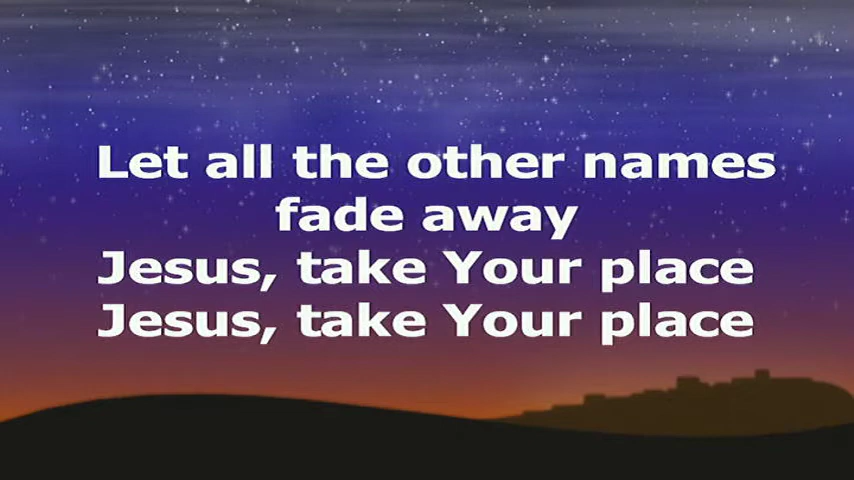 Let all the other names
fade away
Jesus, take Your place
Jesus, take Your place